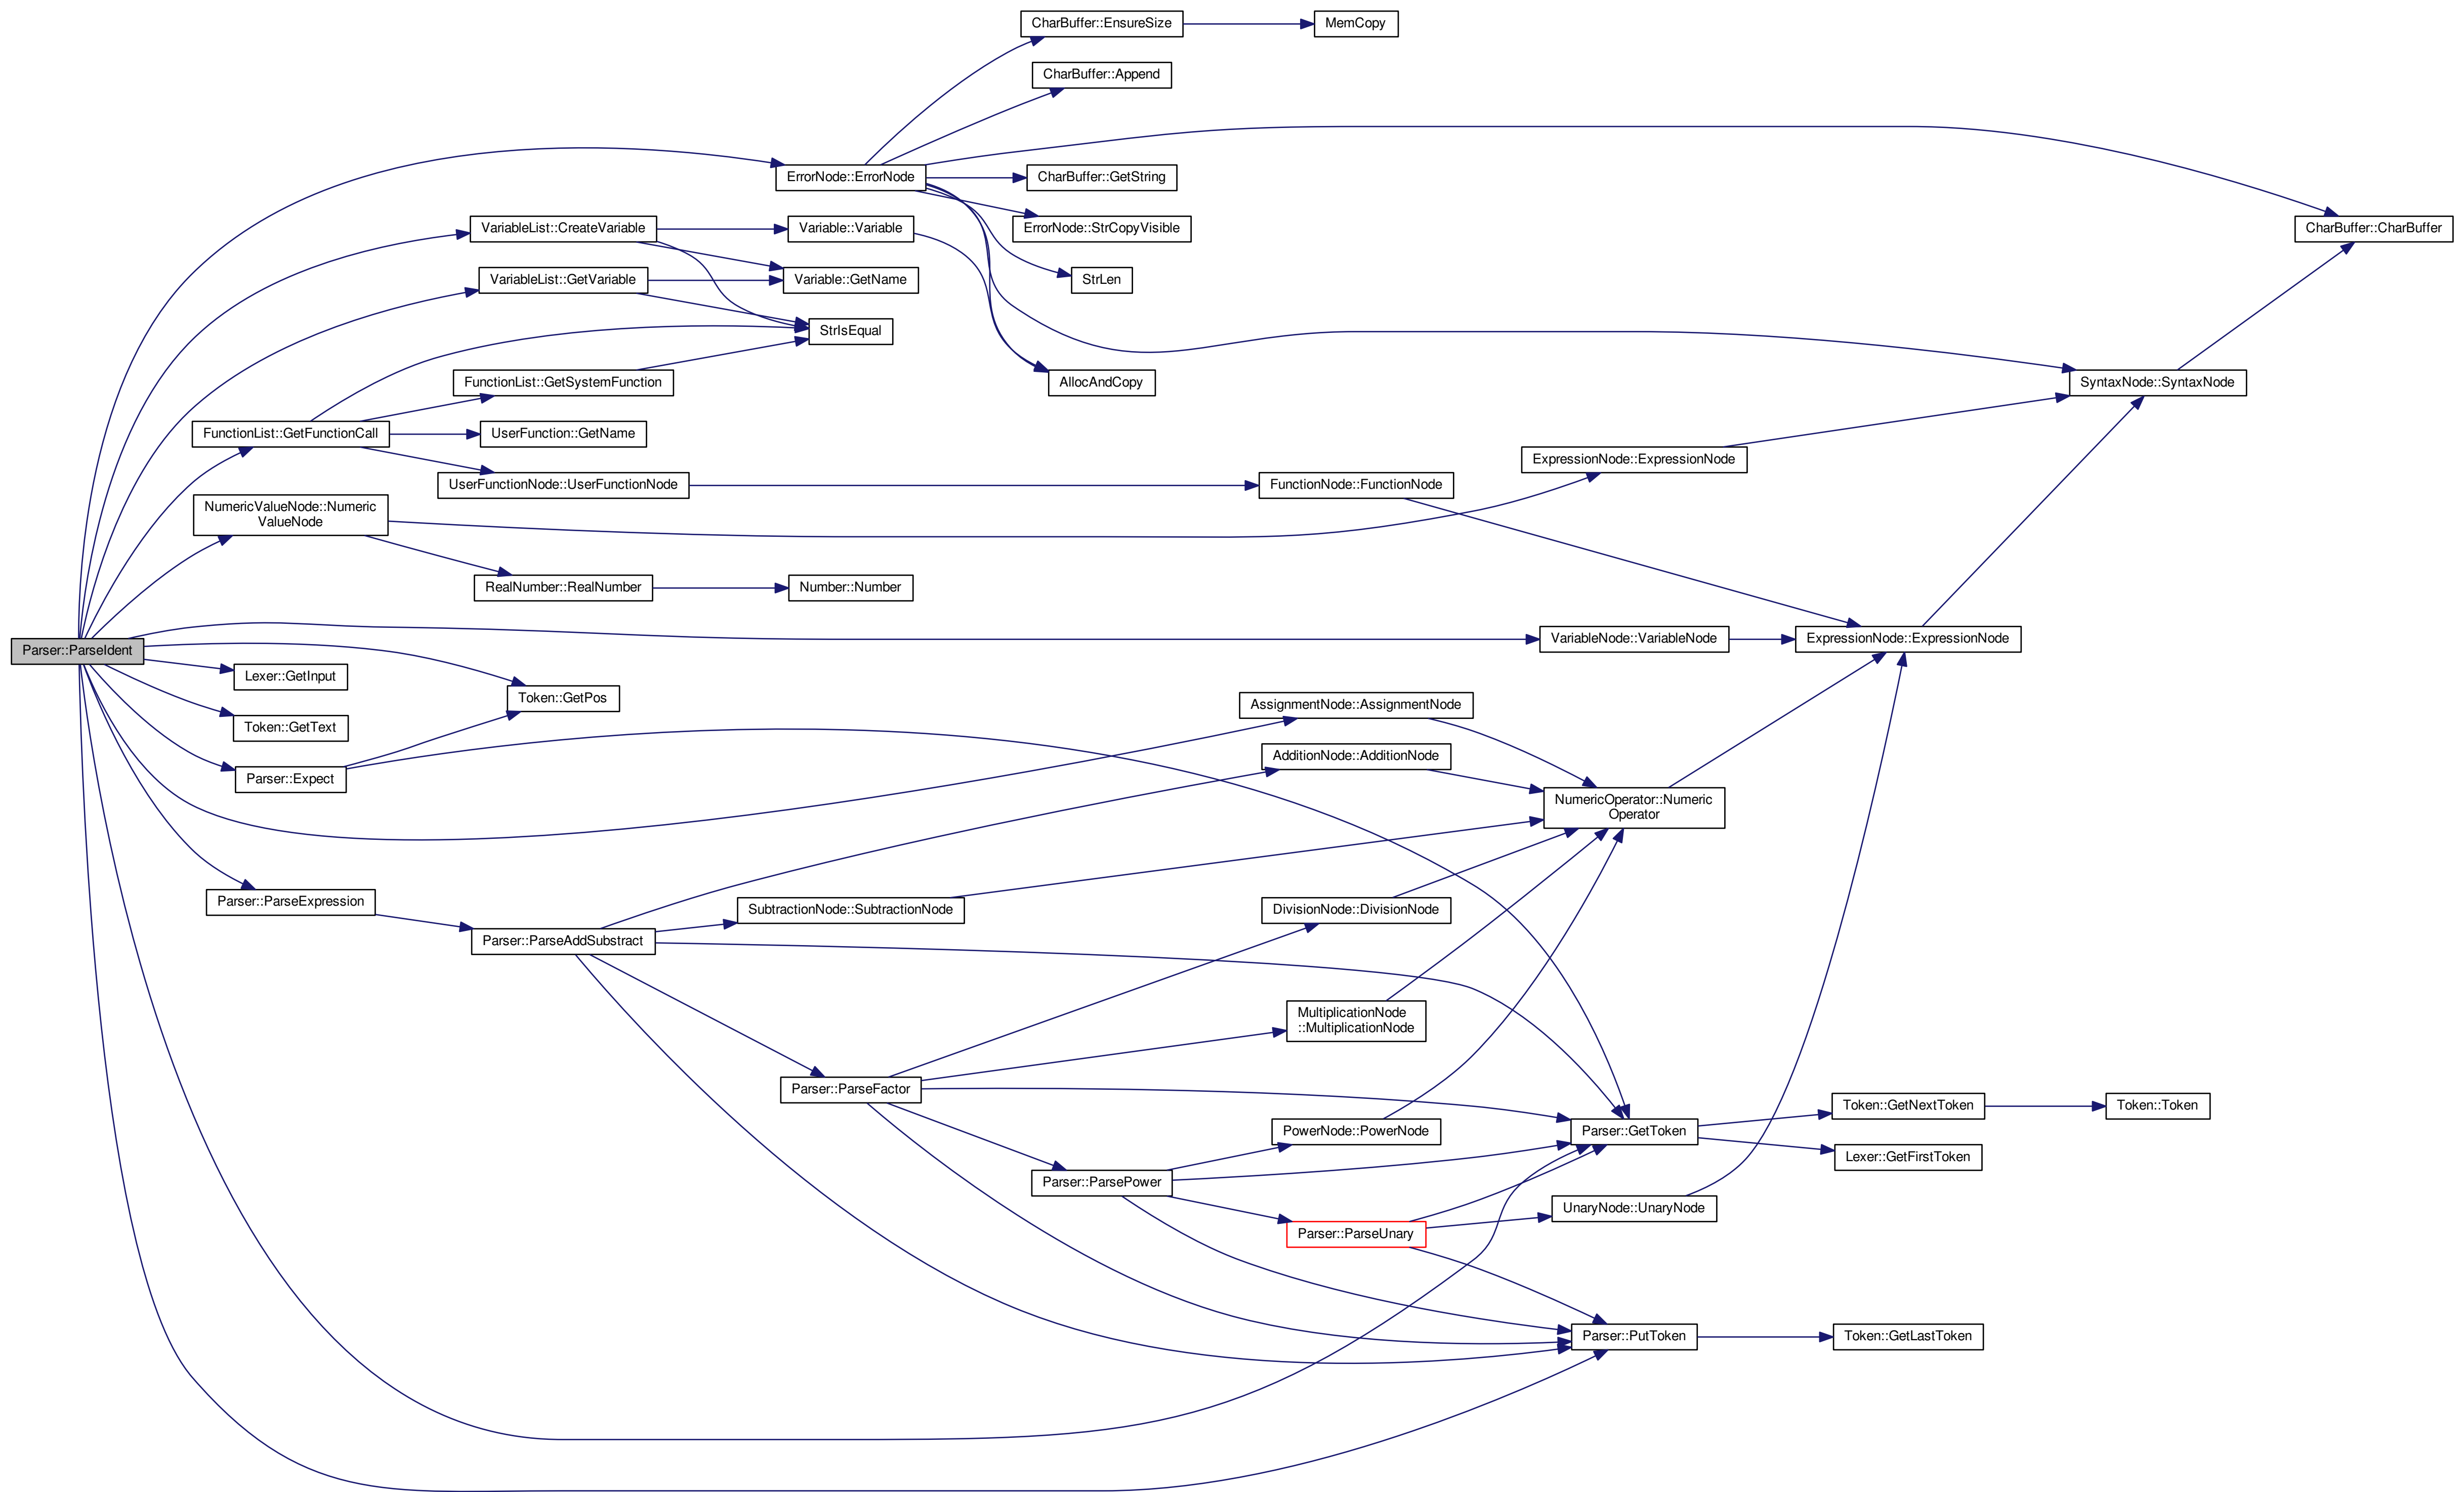 CharBuffer::EnsureSize
MemCopy
CharBuffer::Append
ErrorNode::ErrorNode
CharBuffer::GetString
VariableList::CreateVariable
Variable::Variable
ErrorNode::StrCopyVisible
CharBuffer::CharBuffer
VariableList::GetVariable
Variable::GetName
StrLen
StrIsEqual
FunctionList::GetSystemFunction
AllocAndCopy
SyntaxNode::SyntaxNode
FunctionList::GetFunctionCall
UserFunction::GetName
ExpressionNode::ExpressionNode
UserFunctionNode::UserFunctionNode
FunctionNode::FunctionNode
NumericValueNode::Numeric
ValueNode
RealNumber::RealNumber
Number::Number
Parser::ParseIdent
VariableNode::VariableNode
ExpressionNode::ExpressionNode
Lexer::GetInput
Token::GetPos
AssignmentNode::AssignmentNode
Token::GetText
AdditionNode::AdditionNode
Parser::Expect
NumericOperator::Numeric
Operator
Parser::ParseExpression
SubtractionNode::SubtractionNode
DivisionNode::DivisionNode
Parser::ParseAddSubstract
MultiplicationNode
::MultiplicationNode
Parser::ParseFactor
Token::GetNextToken
Token::Token
PowerNode::PowerNode
Parser::GetToken
Lexer::GetFirstToken
Parser::ParsePower
UnaryNode::UnaryNode
Parser::ParseUnary
Parser::PutToken
Token::GetLastToken